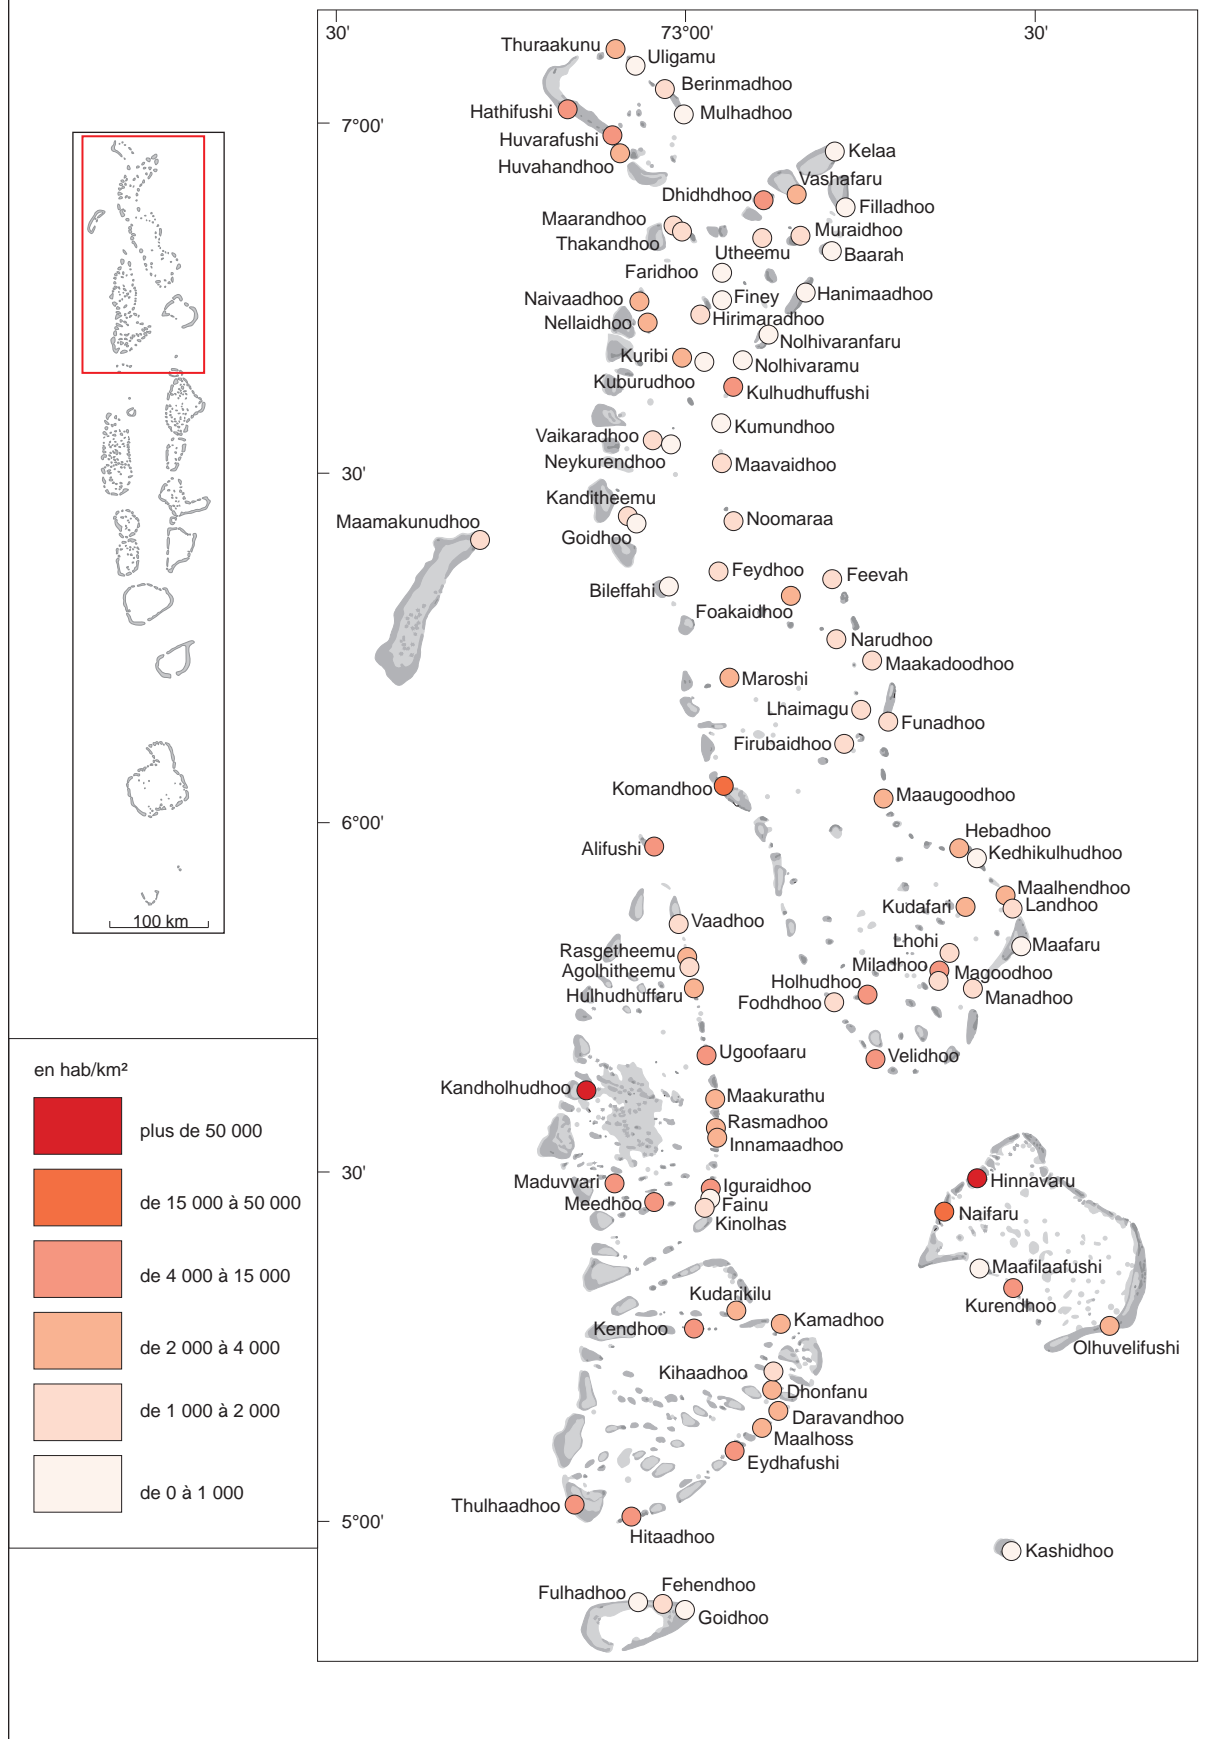 30'
73°00'
30'
Thuraakunu
Uligamu
Berinmadhoo
Hathifushi
Mulhadhoo
7°00'
Huvarafushi
Huvahandhoo
Kelaa
Vashafaru
Dhidhdhoo
Filladhoo
Maarandhoo
Muraidhoo
Thakandhoo
Utheemu
Baarah
Faridhoo
Naivaadhoo
Finey
Hanimaadhoo
Nellaidhoo
Hirimaradhoo
Nolhivaranfaru
Kuribi
Nolhivaramu
Kuburudhoo
Kulhudhuffushi
Kumundhoo
Vaikaradhoo
Neykurendhoo
Maavaidhoo
30'
Kanditheemu
Maamakunudhoo
Noomaraa
Goidhoo
Feydhoo
Feevah
Bileffahi
Foakaidhoo
Narudhoo
Maakadoodhoo
Maroshi
Lhaimagu
Funadhoo
Firubaidhoo
Komandhoo
Maaugoodhoo
6°00'
Hebadhoo
Alifushi
Kedhikulhudhoo
Maalhendhoo
Kudafari
Landhoo
100 km
Vaadhoo
Lhohi
Maafaru
Rasgetheemu
Miladhoo
Agolhitheemu
Magoodhoo
Holhudhoo
Hulhudhuffaru
Fodhdhoo
Manadhoo
Ugoofaaru
Velidhoo
en hab/km²
Kandholhudhoo
Maakurathu
plus de 50 000
Rasmadhoo
Innamaadhoo
30'
Maduvvari
Iguraidhoo
Hinnavaru
de 15 000 à 50 000
Meedhoo
Fainu
Naifaru
Kinolhas
Maafilaafushi
de 4 000 à 15 000
Kudarikilu
Kurendhoo
Kendhoo
Kamadhoo
de 2 000 à 4 000
Olhuvelifushi
Kihaadhoo
Dhonfanu
de 1 000 à 2 000
Daravandhoo
Maalhoss
Eydhafushi
de 0 à 1 000
Thulhaadhoo
5°00'
Hitaadhoo
Kashidhoo
Fulhadhoo
Fehendhoo
Goidhoo